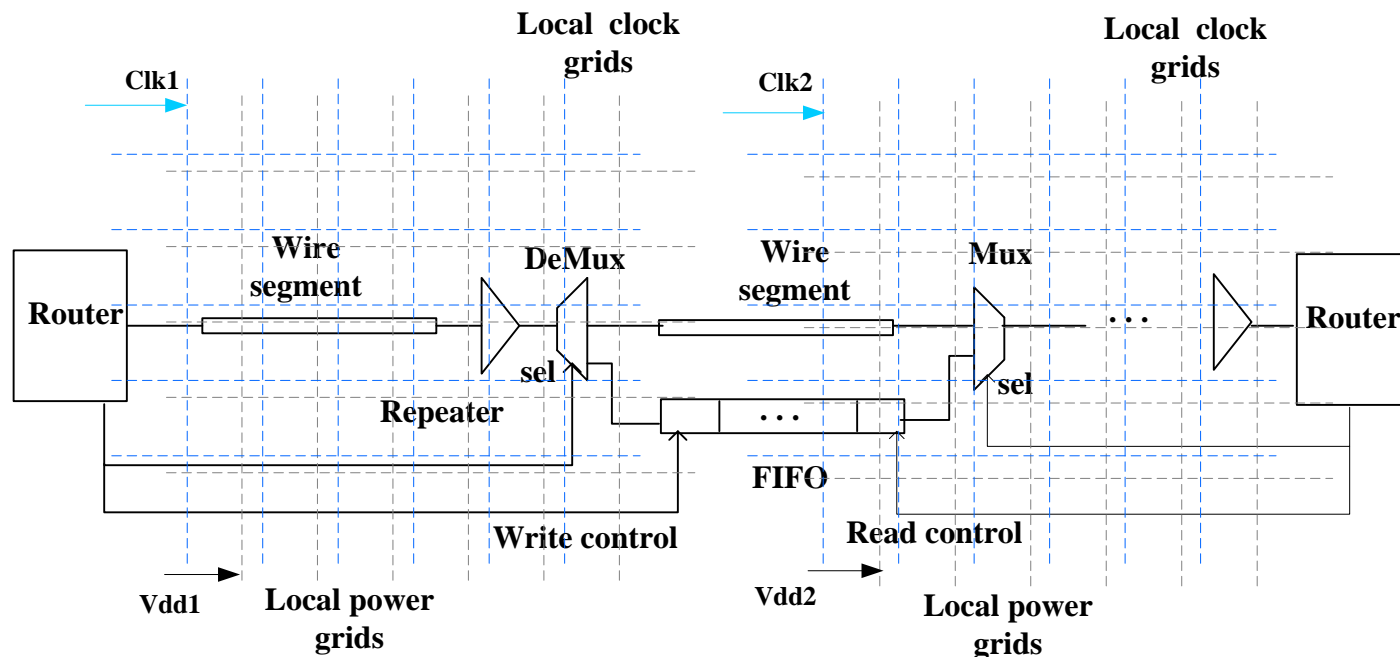 Local clock
grids
Local clock
grids
Clk1
Clk2
Wire
segment
DeMux
Wire
segment
Mux
Router
. . .
Router
sel
sel
Repeater
. . .
FIFO
Write control
Read control
Vdd1
Local power
grids
Vdd2
Local power
grids